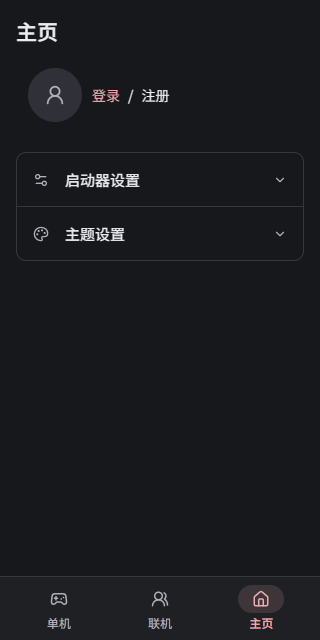 主页
登录 / 注册
启动器设置
主题设置
单机 联机 主页